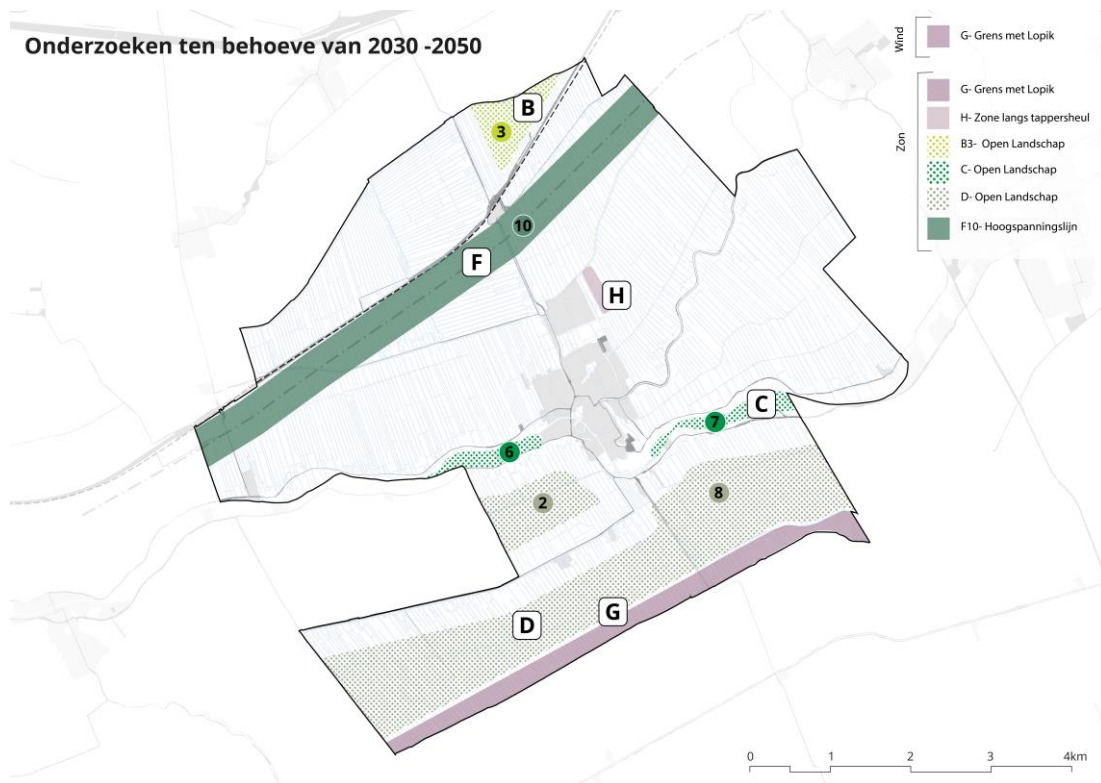 Onderzoeken ten behoeve van 2030 -2050
Wind
G- Grens met Lopik
Zon
G- Grens met Lopik
H- Zone langs tappersheul
B3- Open Landschap
C- Open Landschap
D- Open Landschap
F10- Hoogspanningslijn
B
3
10
F
H
C
7
6
2
8
D
G
0 1 2 3 4km